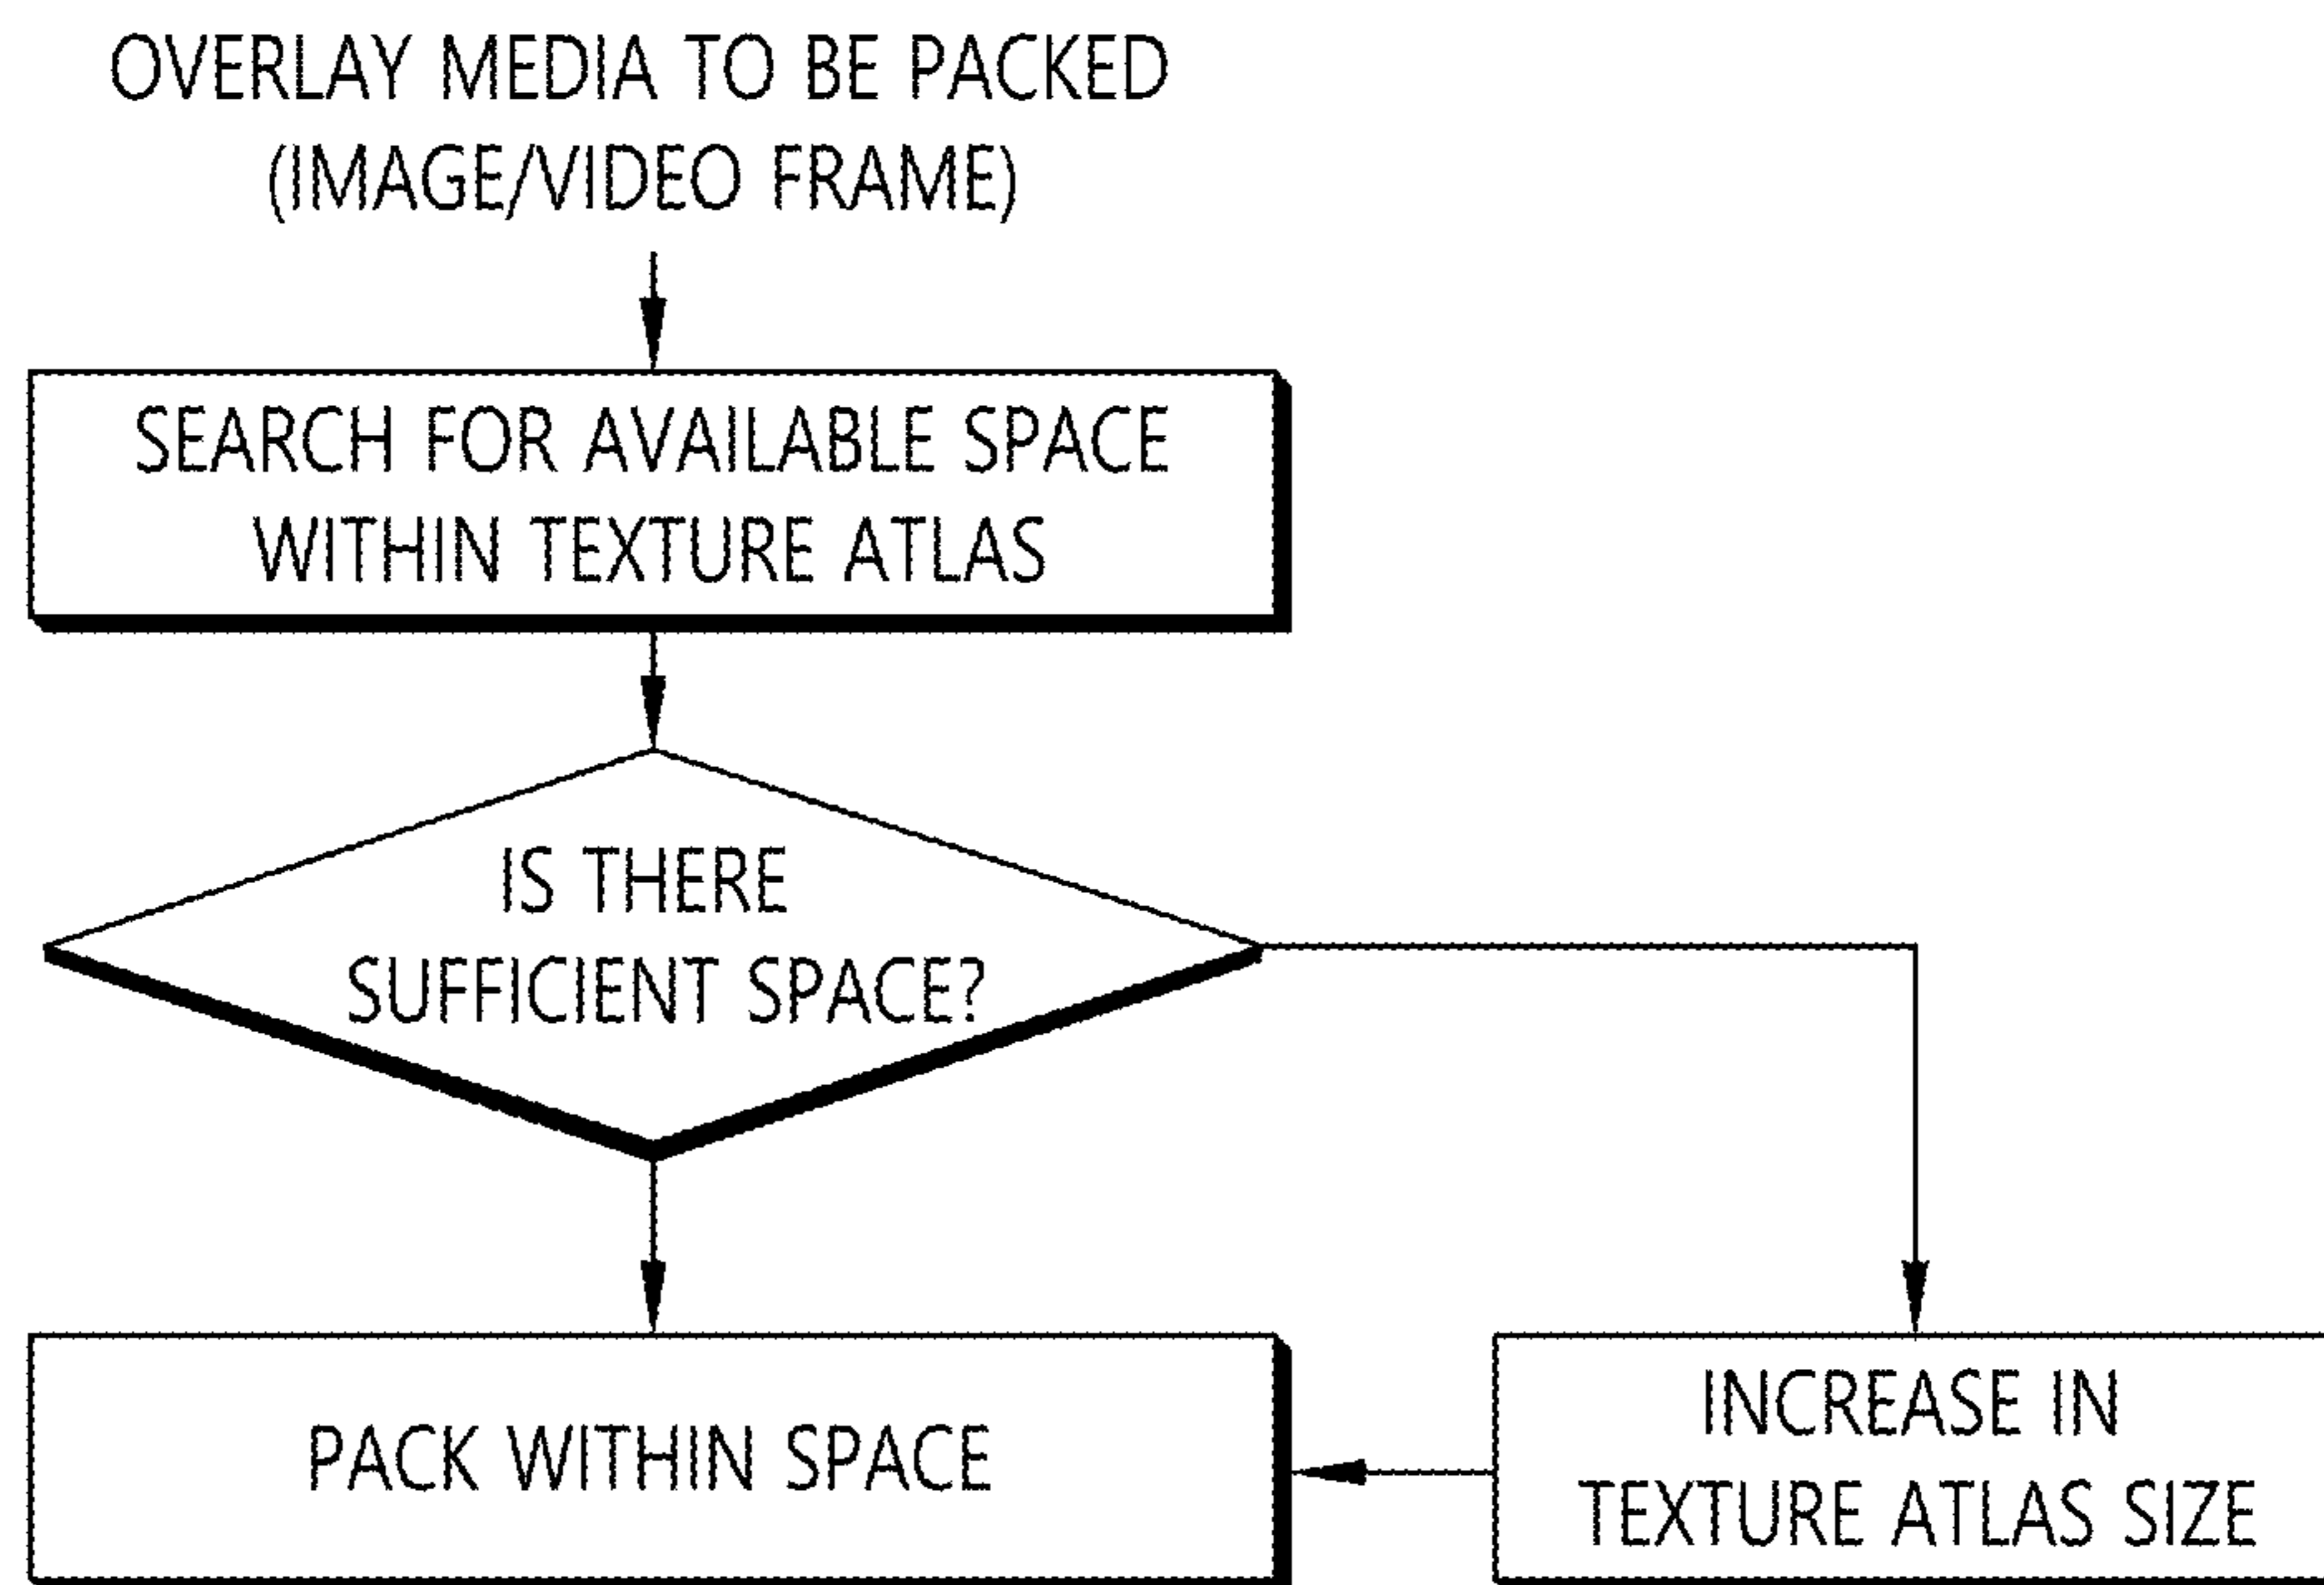 OVERLAY MEDIA TO BE PACKED
(IMAGE/VIDEO FRAME)
SEARCH FOR AVAILABLE SPACE
WITHIN TEXTURE ATLAS
IS THERE
SUFFICIENT SPACE?
PACK WITHIN SPACE
INCREASE IN
TEXTURE ATLAS SIZE